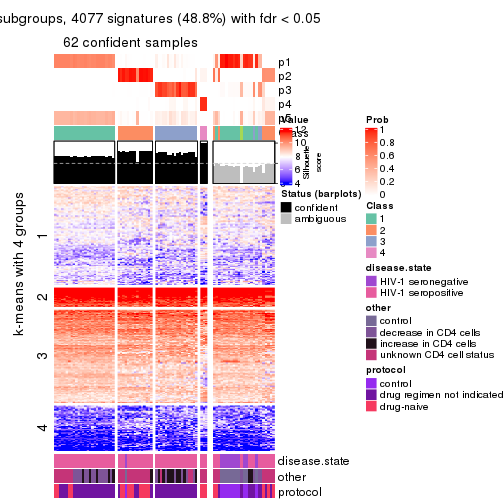 subgroups, 4077 signatures (48.8%) with fdr < 0.05
62 confident samples
p1
p2
p3
p4
p5
Class
Silhouette
score
k-means with 4 groups
1
2
3
4
disease.state
other
protocol
Value
12
10
8
6
4
Status (barplots)
confident
ambiguous
Prob
1
0.8
0.6
0.4
0.2
0
Class
1
2
3
4
disease.state
HIV-1 seronegative
HIV-1 seropositive
other
control
decrease in CD4 cells
increase in CD4 cells
unknown CD4 cell status
protocol
control
drug regimen not indicated
drug-naive